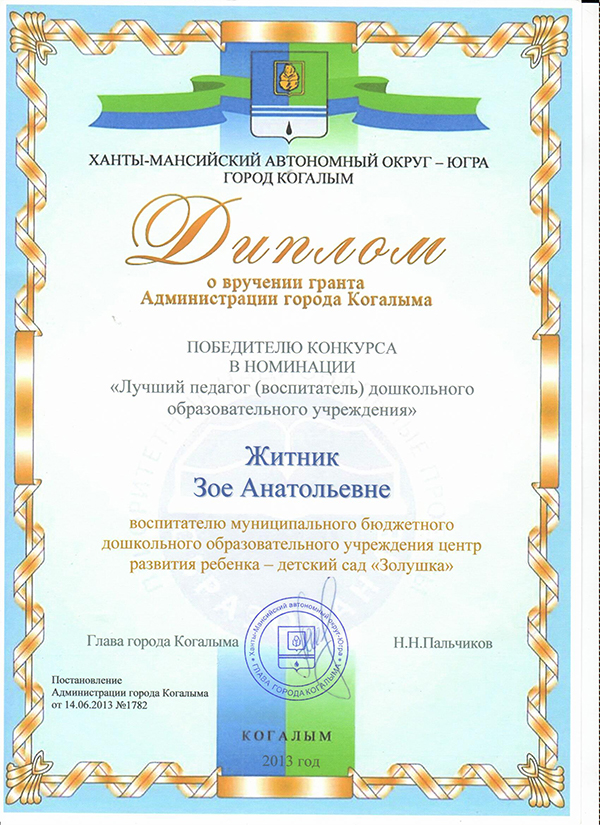 ХАНТЫ-МАНСИЙСКИЙ АВТОНОМНЫЙ ОКРУГ – ЮГРА
ГОРОД КОГАЛЫМ
Диплом
о вручении гранта
Администрации города Когалыма
ПОБЕДИТЕЛЮ КОНКУРСА
В НОМИНАЦИИ
«Лучший педагог (воспитатель) дошкольного
образовательного учреждения»
Житник
Зое Анатольевне
воспитателю муниципального бюджетного
дошкольного образовательного учреждения центр
развития ребенка – детский сад «Золушка»
Ханты-Мансийский автономный округ-Югра
ГЛАВА ГОРОДА КОГАЛЫМА
Глава города Когалыма
Н.Н.Пальчиков
Постановление
Администрации города Когалыма
от 14.06.2013 №1782
КОГАЛЫМ
2013 год